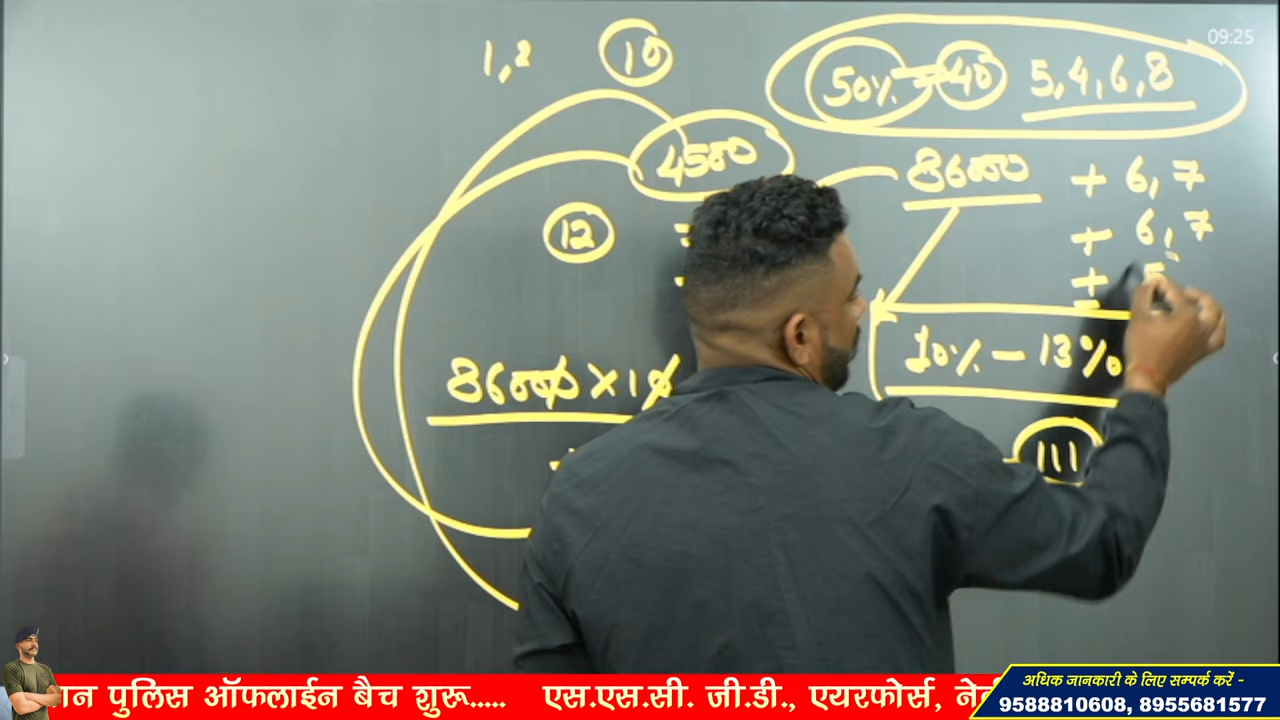 09:25
1,2 10
50% = 40 5,4,6,8
4500
86000 + 6,7
12
+ 6,7
+
10% - 13%
86000 × 10
111
अधिक जानकारी के लिए सम्पर्क करें -
पुलिस ऑफलाईन बैच शुरू..... एस.एस.सी. जी.डी., एयरफोर्स,
9588810608, 8955681577